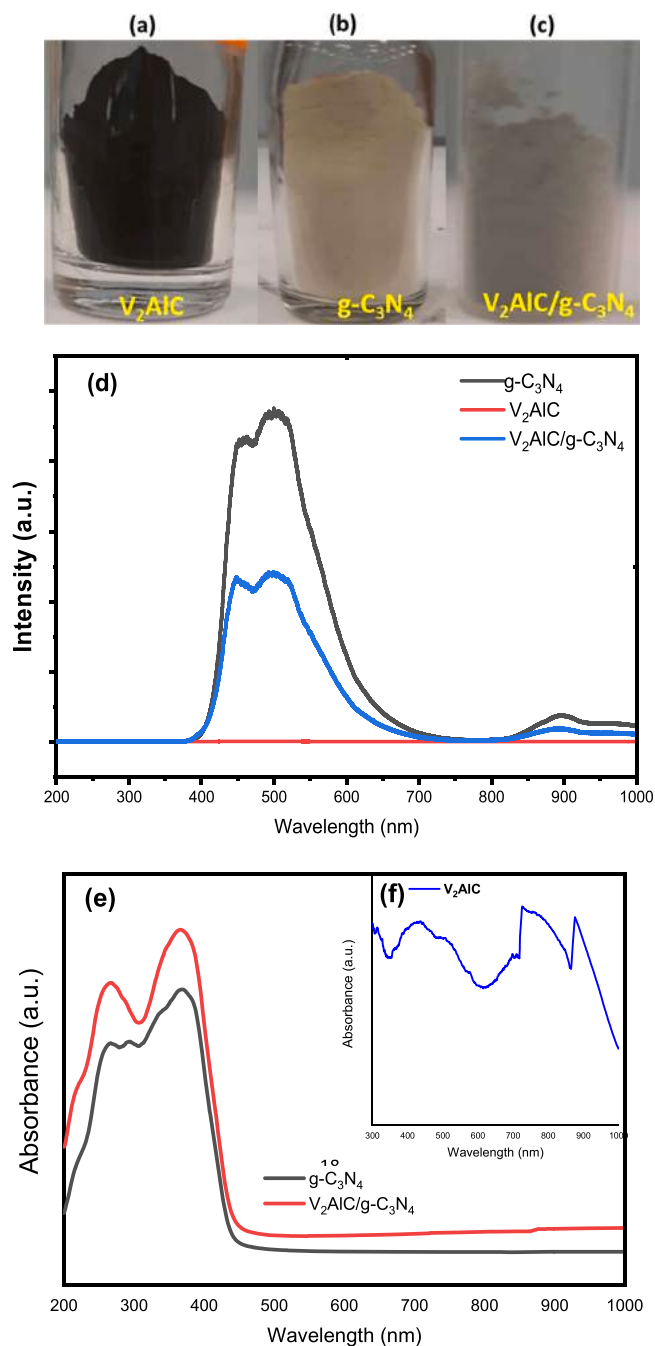 (a) (b) (c)
V₂AlC g-C₃N₄ V₂AlC/g-C₃N₄
(d)
g-C₃N₄
V₂AlC
V₂AlC/g-C₃N₄
Intensity (a.u.)
200 300 400 500 600 700 800 900 1000
Wavelength (nm)
(e)
(f)
V₂AlC
Absorbance (a.u.)
300 400 500 600 700 800 900 1000
Wavelength (nm)
g-C₃N₄
V₂AlC/g-C₃N₄
Absorbance (a.u.)
200 300 400 500 600 700 800 900 1000
Wavelength (nm)